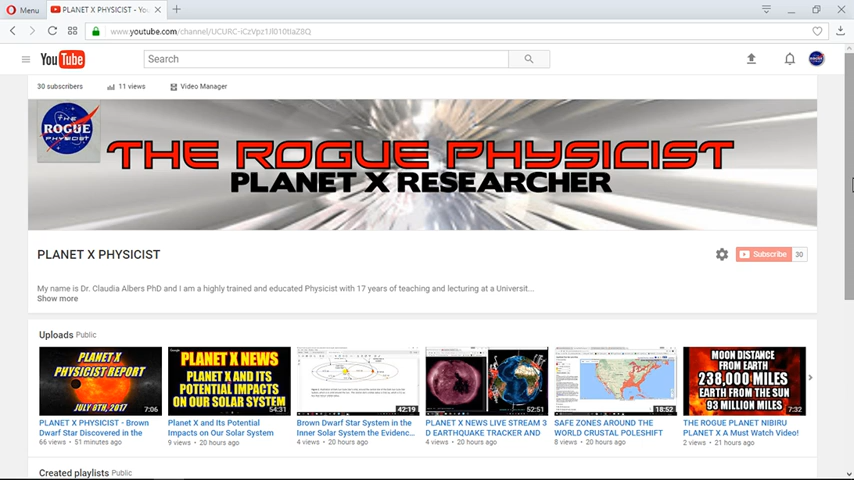 Menu
PLANET X PHYSICIST - Yo
www.youtube.com/channel/UCURC-iCzVpz1Jl010tIaZ8Q
YouTube
Search
30 subscribers
11 views
Video Manager
THE
ROGUE
PHYSICIST
THE ROGUE PHYSICIST
PLANET X RESEARCHER
PLANET X PHYSICIST
Subscribe 30
My name is Dr. Claudia Albers PhD and I am a highly trained and educated Physicist with 17 years of teaching and lecturing at a Universit...
Show more
Uploads Public
PLANET X
PHYSICIST REPORT
JULY 8TH, 2017
7:06
PLANET X PHYSICIST - Brown
Dwarf Star Discovered in the
66 views • 51 minutes ago
Google
PLANET X NEWS
PLANET X AND ITS
POTENTIAL IMPACTS
ON OUR SOLAR SYSTEM
54:31
Planet X and Its Potential
Impacts on Our Solar System
9 views • 20 hours ago
42:19
Brown Dwarf Star System in the
Inner Solar System the Evidenc...
4 views • 20 hours ago
52:51
PLANET X NEWS LIVE STREAM 3
D EARTHQUAKE TRACKER AND
4 views • 20 hours ago
18:52
SAFE ZONES AROUND THE
WORLD CRUSTAL POLESHIFT
8 views • 20 hours ago
MOON DISTANCE
FROM EARTH
238,000 MILES
EARTH FROM THE SUN
93 MILLION MILES
7:32
THE ROGUE PLANET NIBIRU
PLANET X A Must Watch Video!
2 views • 21 hours ago
Created playlists Public